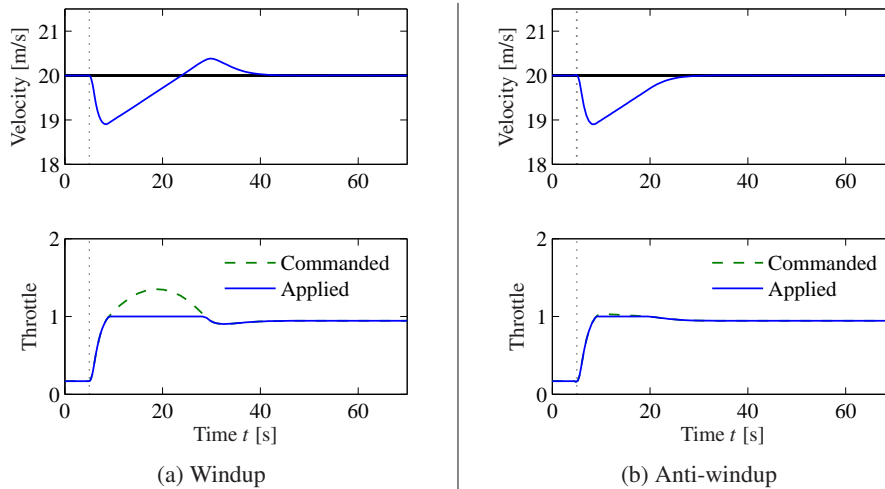 21
20
19
18
Velocity [m/s]
0 20 40 60
2
1
0
Throttle
Commanded
Applied
0 20 40 60
Time t [s]
(a) Windup
21
20
19
18
Velocity [m/s]
0 20 40 60
2
1
0
Throttle
Commanded
Applied
0 20 40 60
Time t [s]
(b) Anti-windup